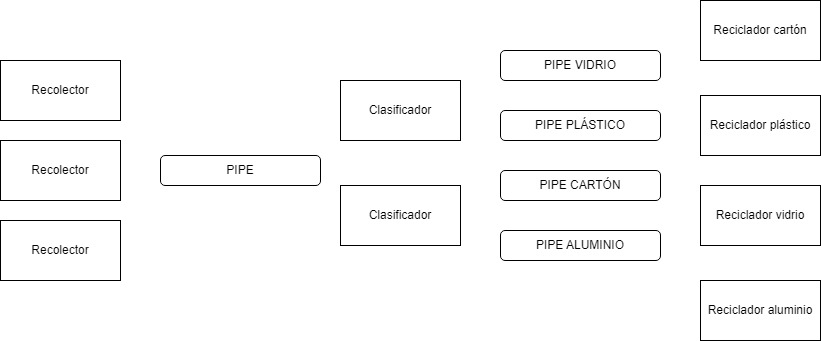 Recolector
Recolector
Recolector
PIPE
Clasificador
Clasificador
PIPE VIDRIO
PIPE PLÁSTICO
PIPE CARTÓN
PIPE ALUMINIO
Reciclador cartón
Reciclador plástico
Reciclador vidrio
Reciclador aluminio